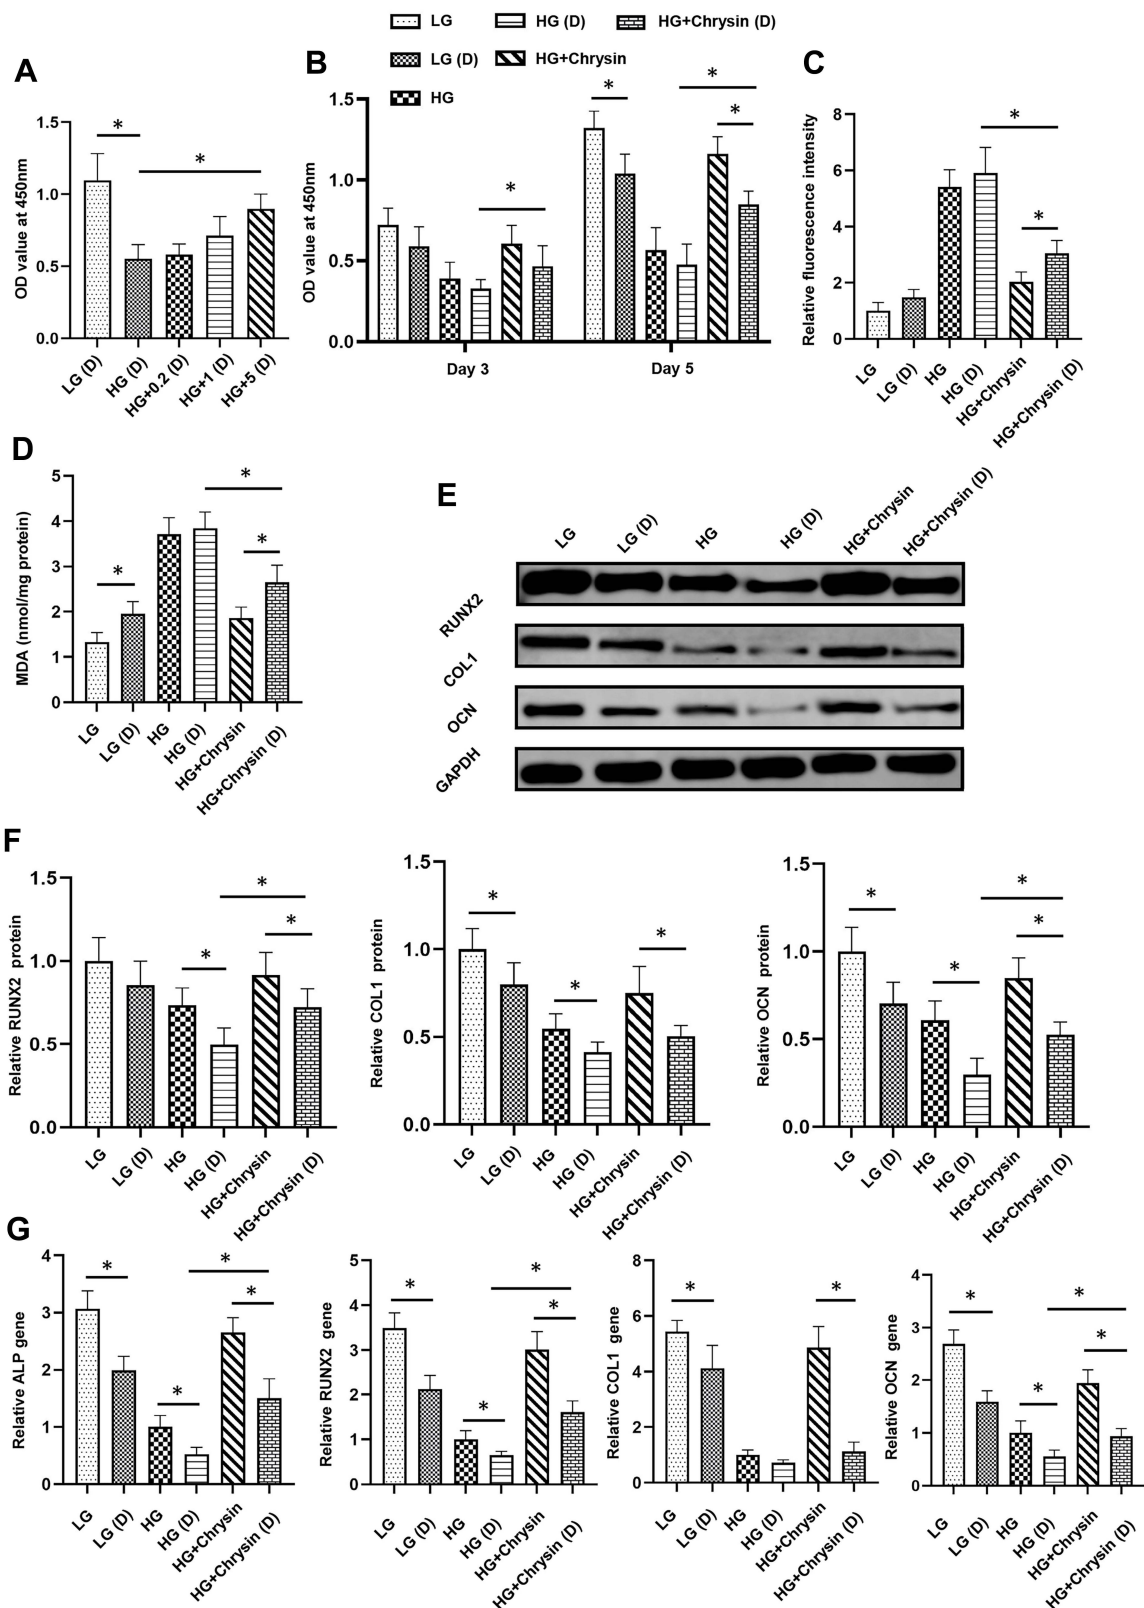 LG
HG (D)
HG+Chrysin (D)
LG (D)
HG+Chrysin
HG
A
OD value at 450nm
1.5
1.0
0.5
0.0
*
*
LG (D)
HG (D)
HG+0.2 (D)
HG+1 (D)
HG+5 (D)
B
OD value at 450nm
1.5
1.0
0.5
0.0
*
*
*
*
Day 3
Day 5
C
Relative fluorescence intensity
8
6
4
2
0
*
*
LG
LG (D)
HG
HG (D)
HG+Chrysin
HG+Chrysin (D)
D
MDA (nmol/mg protein)
5
4
3
2
1
0
*
*
*
LG
LG (D)
HG
HG (D)
HG+Chrysin
HG+Chrysin (D)
E
LG
LG (D)
HG
HG (D)
HG+Chrysin
HG+Chrysin (D)
RUNX2
COL1
OCN
GAPDH
F
Relative RUNX2 protein
1.5
1.0
0.5
0.0
*
*
*
LG
LG (D)
HG
HG (D)
HG+Chrysin
HG+Chrysin (D)
Relative COL1 protein
1.5
1.0
0.5
0.0
*
*
*
LG
LG (D)
HG
HG (D)
HG+Chrysin
HG+Chrysin (D)
Relative OCN protein
1.5
1.0
0.5
0.0
*
*
*
*
LG
LG (D)
HG
HG (D)
HG+Chrysin
HG+Chrysin (D)
G
Relative ALP gene
4
3
2
1
0
*
*
*
*
LG
LG (D)
HG
HG (D)
HG+Chrysin
HG+Chrysin (D)
Relative RUNX2 gene
5
4
3
2
1
0
*
*
*
*
LG
LG (D)
HG
HG (D)
HG+Chrysin
HG+Chrysin (D)
Relative COL1 gene
8
6
4
2
0
*
*
LG
LG (D)
HG
HG (D)
HG+Chrysin
HG+Chrysin (D)
Relative OCN gene
4
3
2
1
0
*
*
*
*
LG
LG (D)
HG
HG (D)
HG+Chrysin
HG+Chrysin (D)